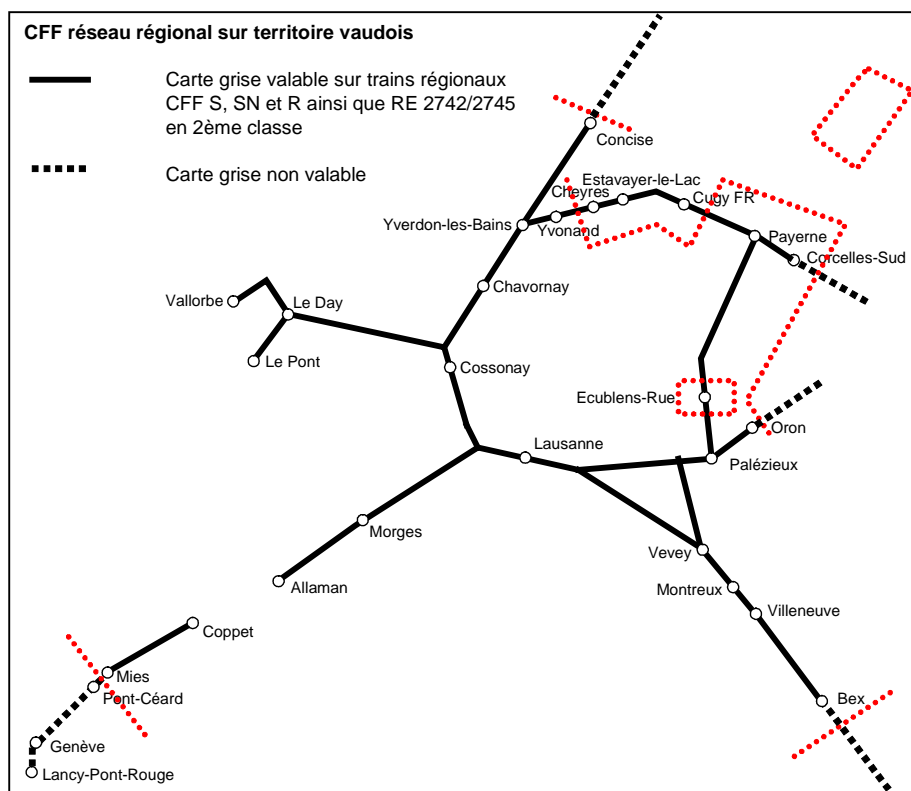 CFF réseau régional sur territoire vaudois
Carte grise valable sur trains régionaux
CFF S, SN et R ainsi que RE 2742/2745
en 2ème classe
Carte grise non valable
Concise
Estavayer-le-Lac
Cheyres
Cugy FR
Yverdon-les-Bains
Yvonand
Payerne
Corcelles-Sud
Chavornay
Vallorbe
Le Day
Le Pont
Cossonay
Ecublens-Rue
Oron
Lausanne
Palézieux
Morges
Vevey
Allaman
Montreux
Villeneuve
Coppet
Mies
Pont-Céard
Bex
Genève
Lancy-Pont-Rouge